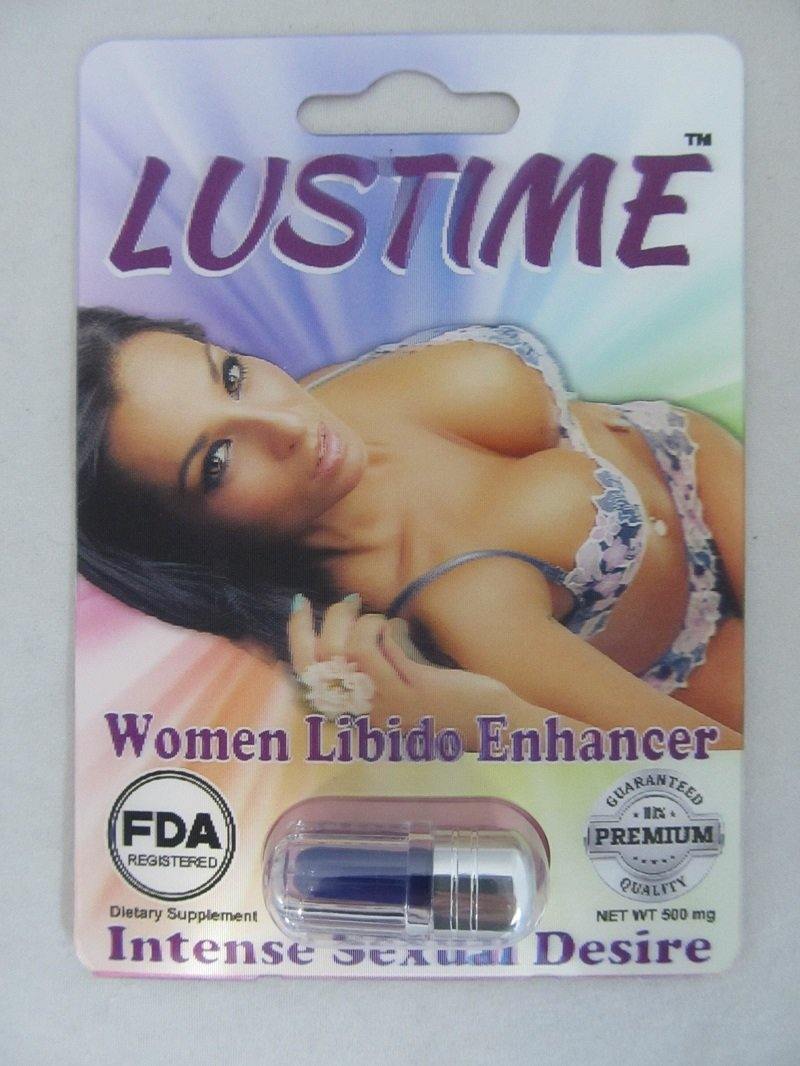 LUSTIME™
Women Libido Enhancer
FDA
REGISTERED
Dietary Supplement
GUARANTEED
PREMIUM
QUALITY
NET WT 500 mg
Intense Sexual Desire